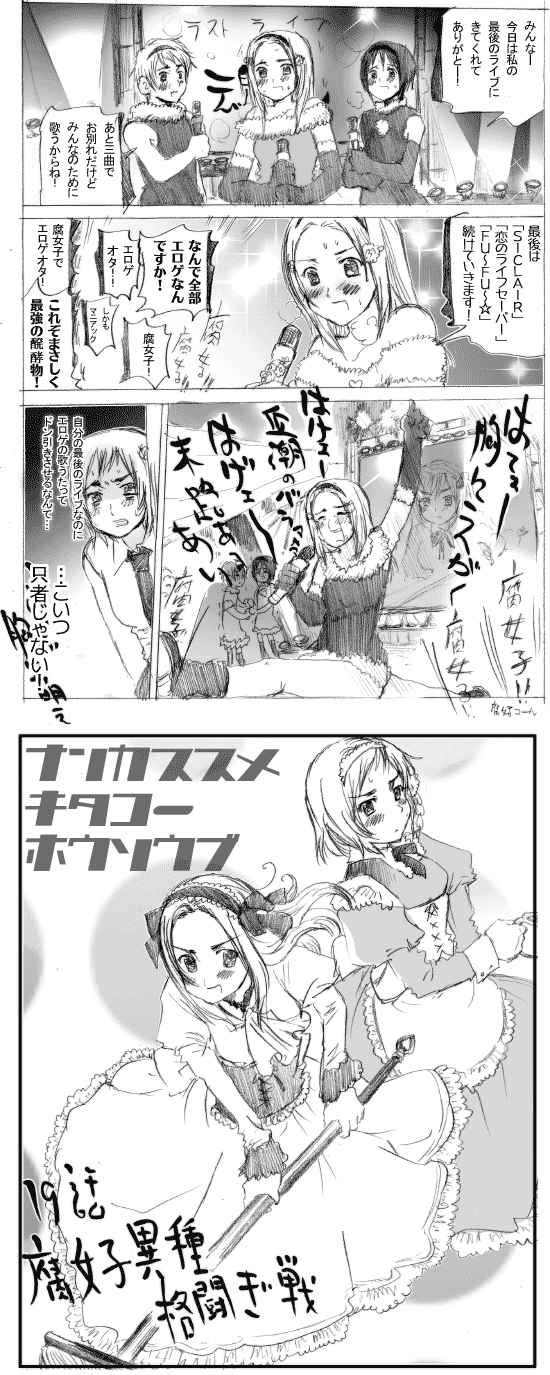 ラストライブ
みんなー
今日は私の
最後のライブに
きてくれて
ありがとー！
あと三曲で
お別れだけど
みんなのために
歌うからね！
最後は
「S!CLAIR」
「恋のライフセーバー」
「FU〜FU〜☆」
続けていきます！
なんで全部
エロゲなん
ですか！
エロゲ
オタ！
腐女子！
しかも
マニアック
腐女子で
エロゲオタ！
これぞまさしく
最強の醗酵物！
はげェー
腐女子!!
腐女子
自分の最後のライブなのに
エロゲの歌うたって
ドン引きさせるなんて…
…こいつ
只者じゃない!!
ナンカススメ
キタコー
ホウソウブ
19話
腐女子異種
格闘ぎ戦